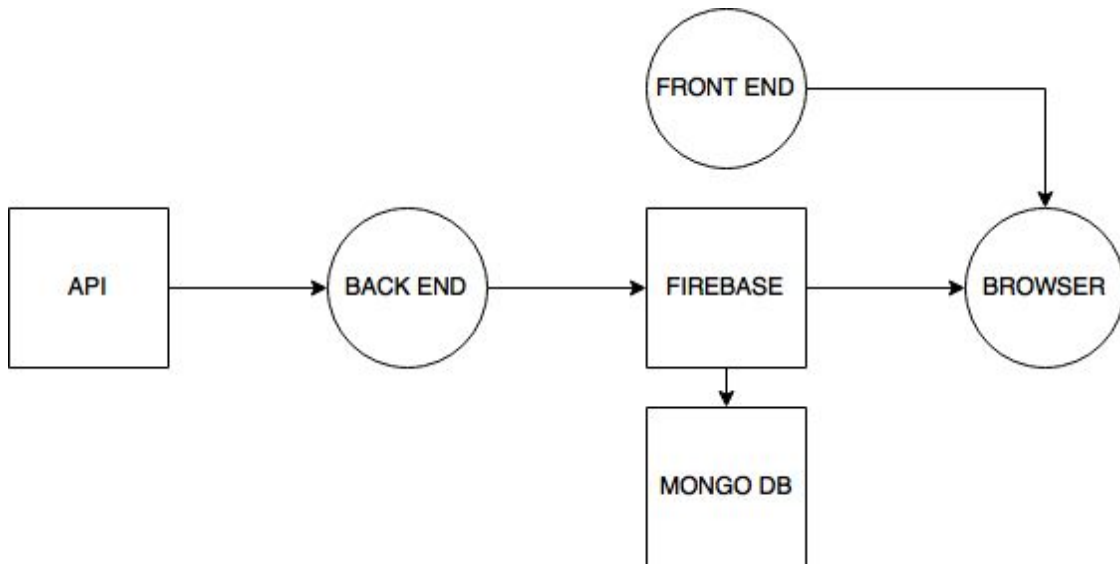 FRONT END
API
BACK END
FIREBASE
BROWSER
MONGO DB